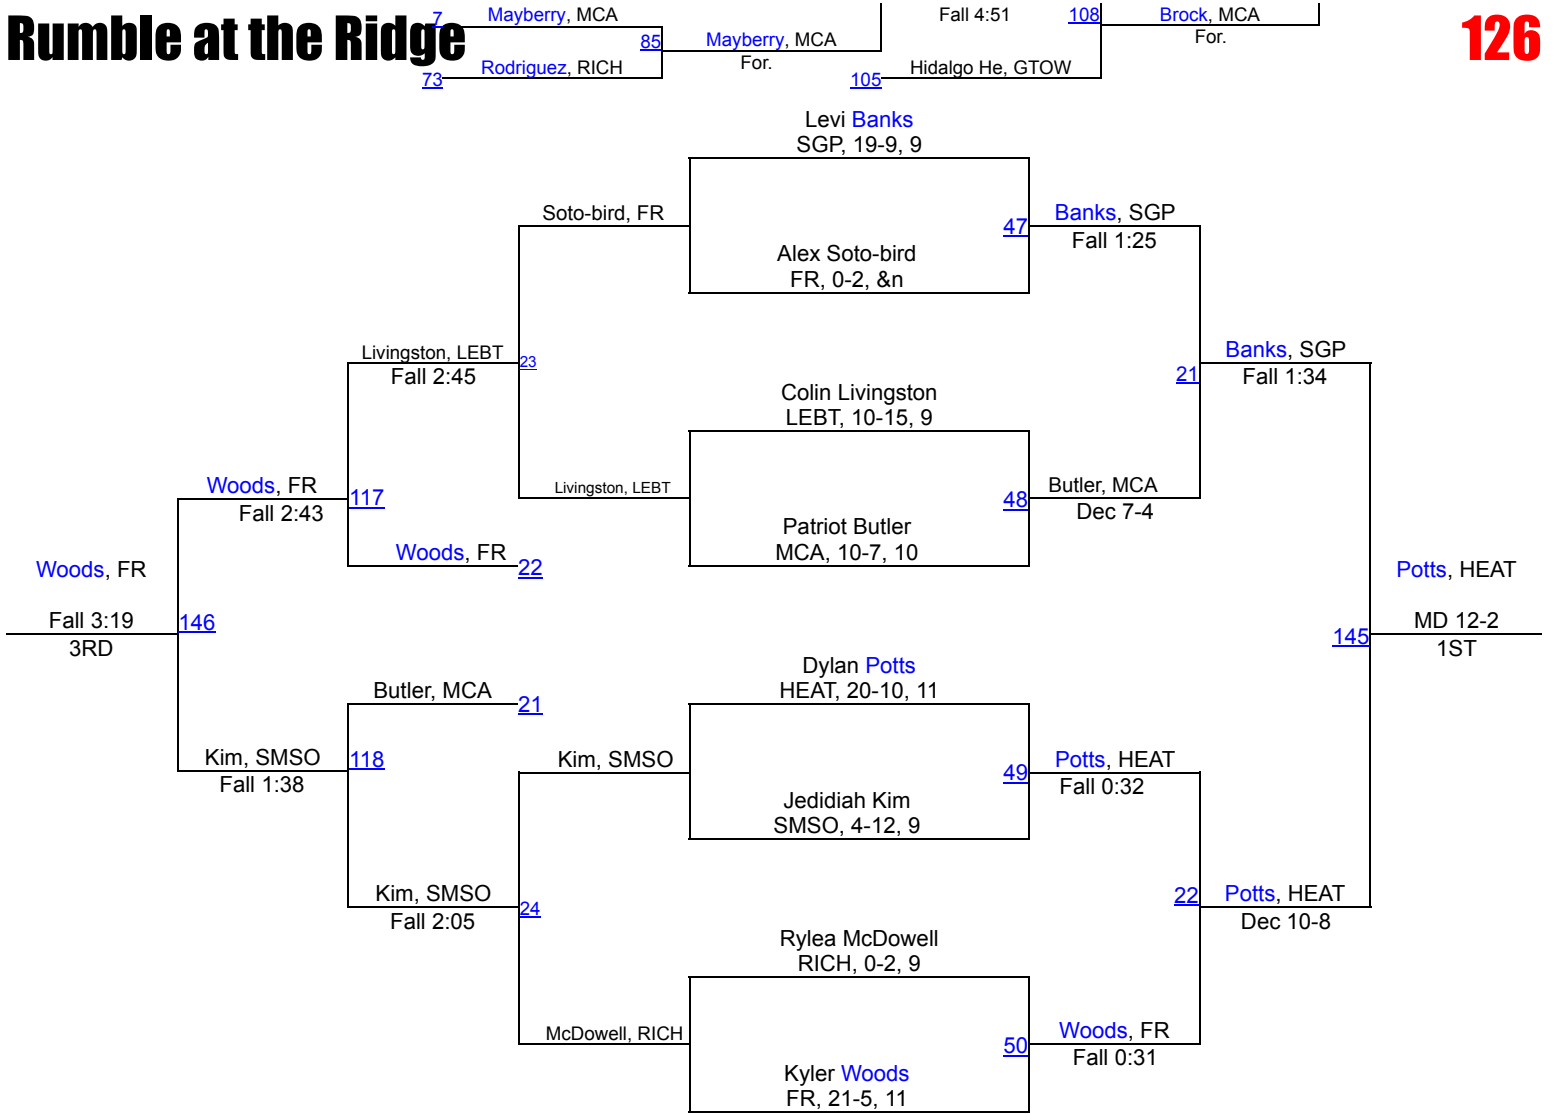 Rumble at the Ridge
126
7
Mayberry, MCA
85
Mayberry, MCA
For.
73
Rodriguez, RICH
Fall 4:51
108
Brock, MCA
For.
105
Hidalgo He, GTOW
Levi Banks
SGP, 19-9, 9
Soto-bird, FR
47
Banks, SGP
Fall 1:25
Alex Soto-bird
FR, 0-2, &n
Livingston, LEBT
Fall 2:45
23
21
Banks, SGP
Fall 1:34
Colin Livingston
LEBT, 10-15, 9
Woods, FR
Fall 2:43
117
Livingston, LEBT
48
Butler, MCA
Dec 7-4
Patriot Butler
MCA, 10-7, 10
Woods, FR
22
Woods, FR
Fall 3:19
3RD
146
Potts, HEAT
MD 12-2
1ST
145
Dylan Potts
HEAT, 20-10, 11
Butler, MCA
21
Kim, SMSO
Fall 1:38
118
Kim, SMSO
49
Potts, HEAT
Fall 0:32
Jedidiah Kim
SMSO, 4-12, 9
Kim, SMSO
Fall 2:05
24
22
Potts, HEAT
Dec 10-8
Rylea McDowell
RICH, 0-2, 9
McDowell, RICH
50
Woods, FR
Fall 0:31
Kyler Woods
FR, 21-5, 11